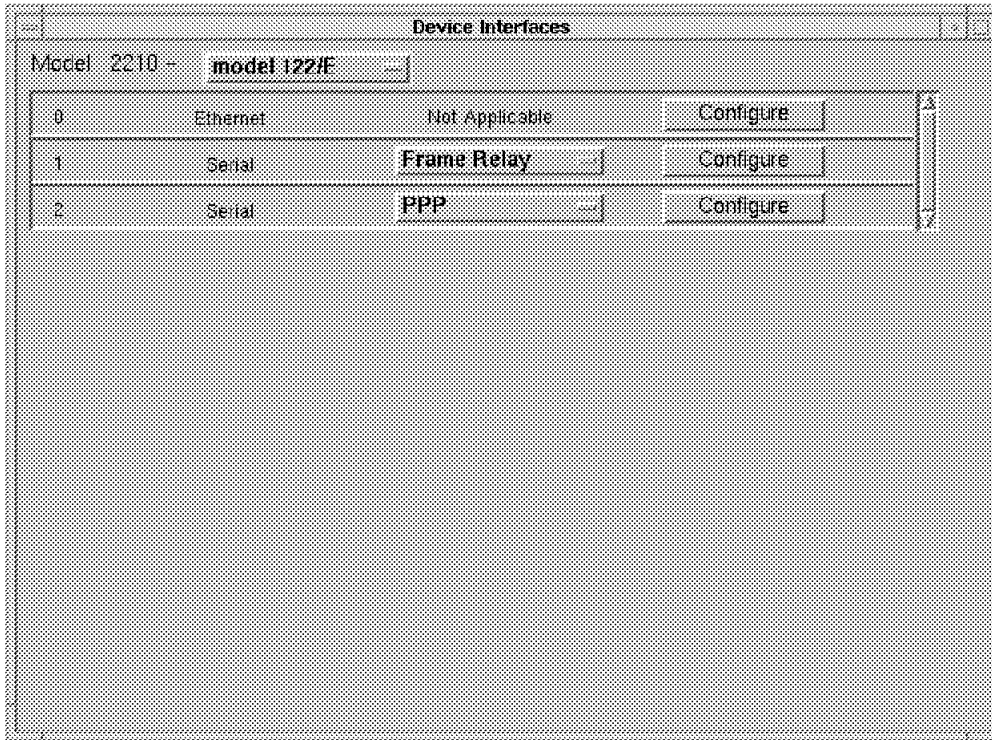 Device Interfaces
Model 2210 - model 122/E
0 Ethernet Not Applicable Configure
1 Serial Frame Relay Configure
2 Serial PPP Configure